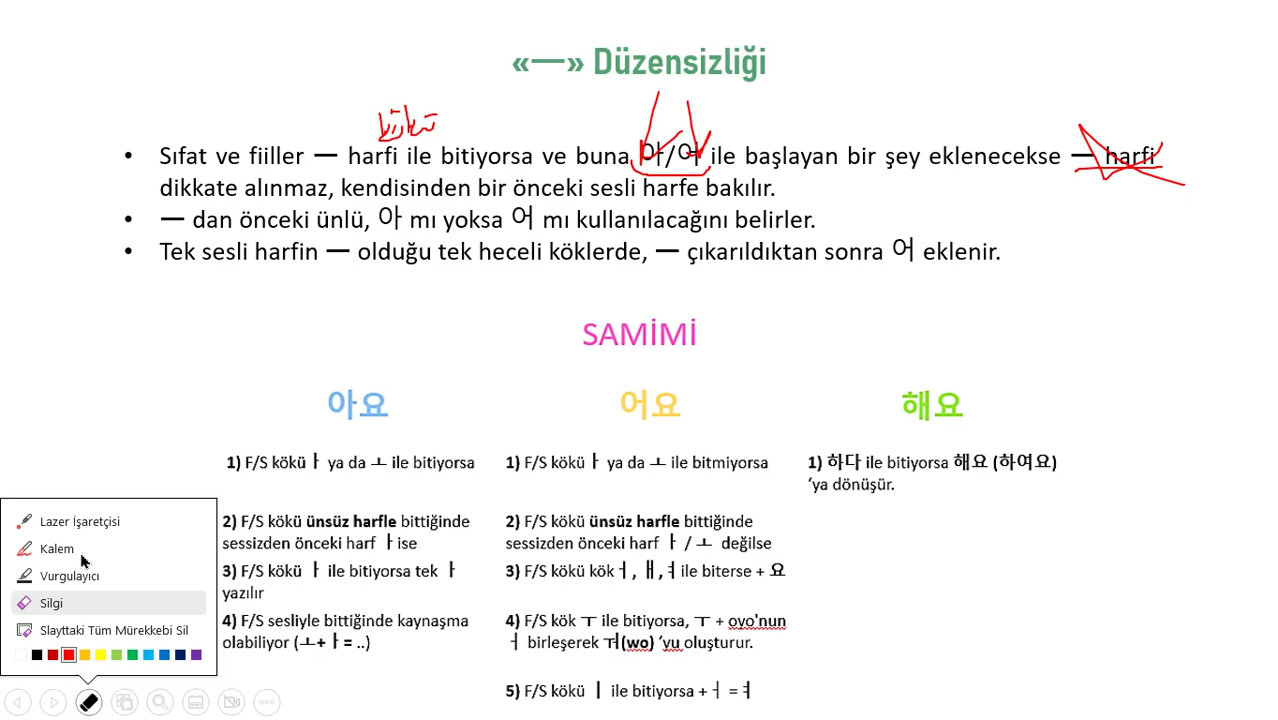 «ㅡ» Düzensizliği
kökü
• Sıfat ve fiiller ㅡ harfi ile bitiyorsa ve buna 아/어 ile başlayan bir şey eklenecekse ㅡ harfi
dikkate alınmaz, kendisinden bir önceki sesli harfe bakılır.
• ㅡ dan önceki ünlü, 아 mı yoksa 어 mı kullanılacağını belirler.
• Tek sesli harfin ㅡ olduğu tek heceli köklerde, ㅡ çıkarıldıktan sonra 어 eklenir.
SAMİMİ
아요 어요 해요
1) F/S kökü ㅏ ya da ㅗ ile bitiyorsa
2) F/S kökü ünsüz harfle bittiğinde
sessizden önceki harf ㅏ ise
3) F/S kökü ㅏ ile bitiyorsa tek ㅏ
yazılır
4) F/S sesliyle bittiğinde kaynaşma
olabiliyor (ㅗ+ㅏ= ..)
1) F/S kökü ㅏ ya da ㅗ ile bitmiyorsa
2) F/S kökü ünsüz harfle bittiğinde
sessizden önceki harf ㅏ / ㅗ değilse
3) F/S kökü kök ㅓ, ㅐ,ㅕ ile biterse + 요
4) F/S kök ㅜ ile bitiyorsa, ㅜ + oyo'nun
ㅓ birleşerek ㅝ(wo) ’yu oluşturur.
5) F/S kökü ㅣ ile bitiyorsa + ㅓ = ㅕ
1) 하다 ile bitiyorsa 해요 (하여요)
‘ya dönüşür.
Lazer İşaretçisi
Kalem
Vurgulayıcı
Silgi
Slayttaki Tüm Mürekkebi Sil